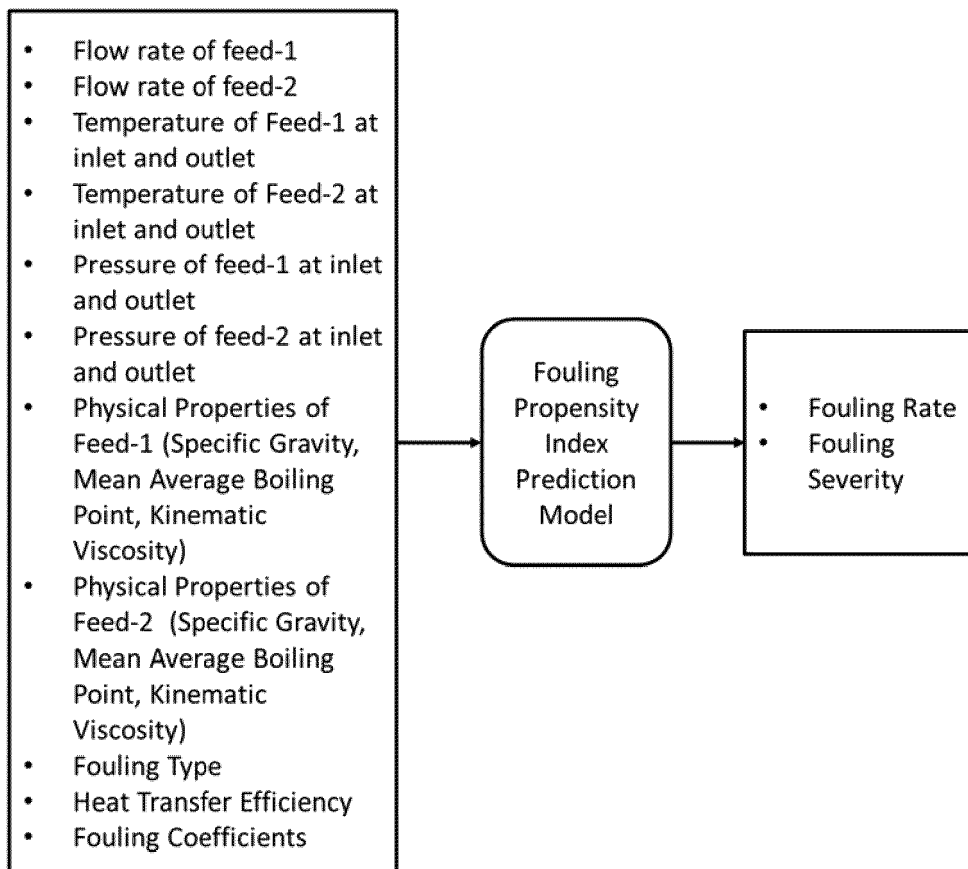 • Flow rate of feed-1
• Flow rate of feed-2
• Temperature of Feed-1 at
inlet and outlet
• Temperature of Feed-2 at
inlet and outlet
• Pressure of feed-1 at inlet
and outlet
• Pressure of feed-2 at inlet
and outlet
• Physical Properties of
Feed-1 (Specific Gravity,
Mean Average Boiling
Point, Kinematic
Viscosity)
• Physical Properties of
Feed-2 (Specific Gravity,
Mean Average Boiling
Point, Kinematic
Viscosity)
• Fouling Type
• Heat Transfer Efficiency
• Fouling Coefficients
Fouling
Propensity
Index
Prediction
Model
• Fouling Rate
• Fouling
Severity